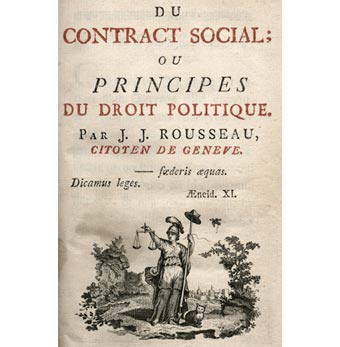 DU
CONTRACT SOCIAL;
OU
PRINCIPES
DU DROIT POLITIQUE.
PAR J. J. ROUSSEAU,
CITOYEN DE GENEVE.
—— fœderis æquas.
Dicamus leges.
Æneid. XI.